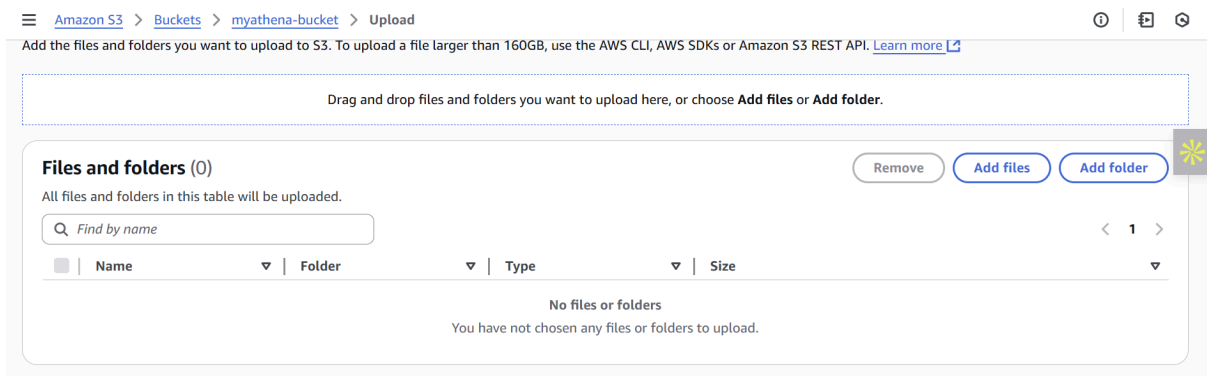 Amazon S3 > Buckets > myathena-bucket > Upload
Add the files and folders you want to upload to S3. To upload a file larger than 160GB, use the AWS CLI, AWS SDKs or Amazon S3 REST API. Learn more
Drag and drop files and folders you want to upload here, or choose Add files or Add folder.
Files and folders (0)
Remove Add files Add folder
All files and folders in this table will be uploaded.
Find by name
1
Name Folder Type Size
No files or folders
You have not chosen any files or folders to upload.